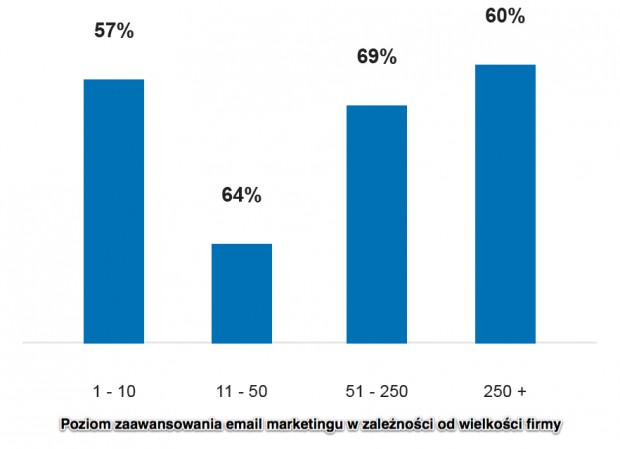 57%
64%
69%
60%
1 - 10
11 - 50
51 - 250
250 +
Poziom zaawansowania email marketingu w zależności od wielkości firmy